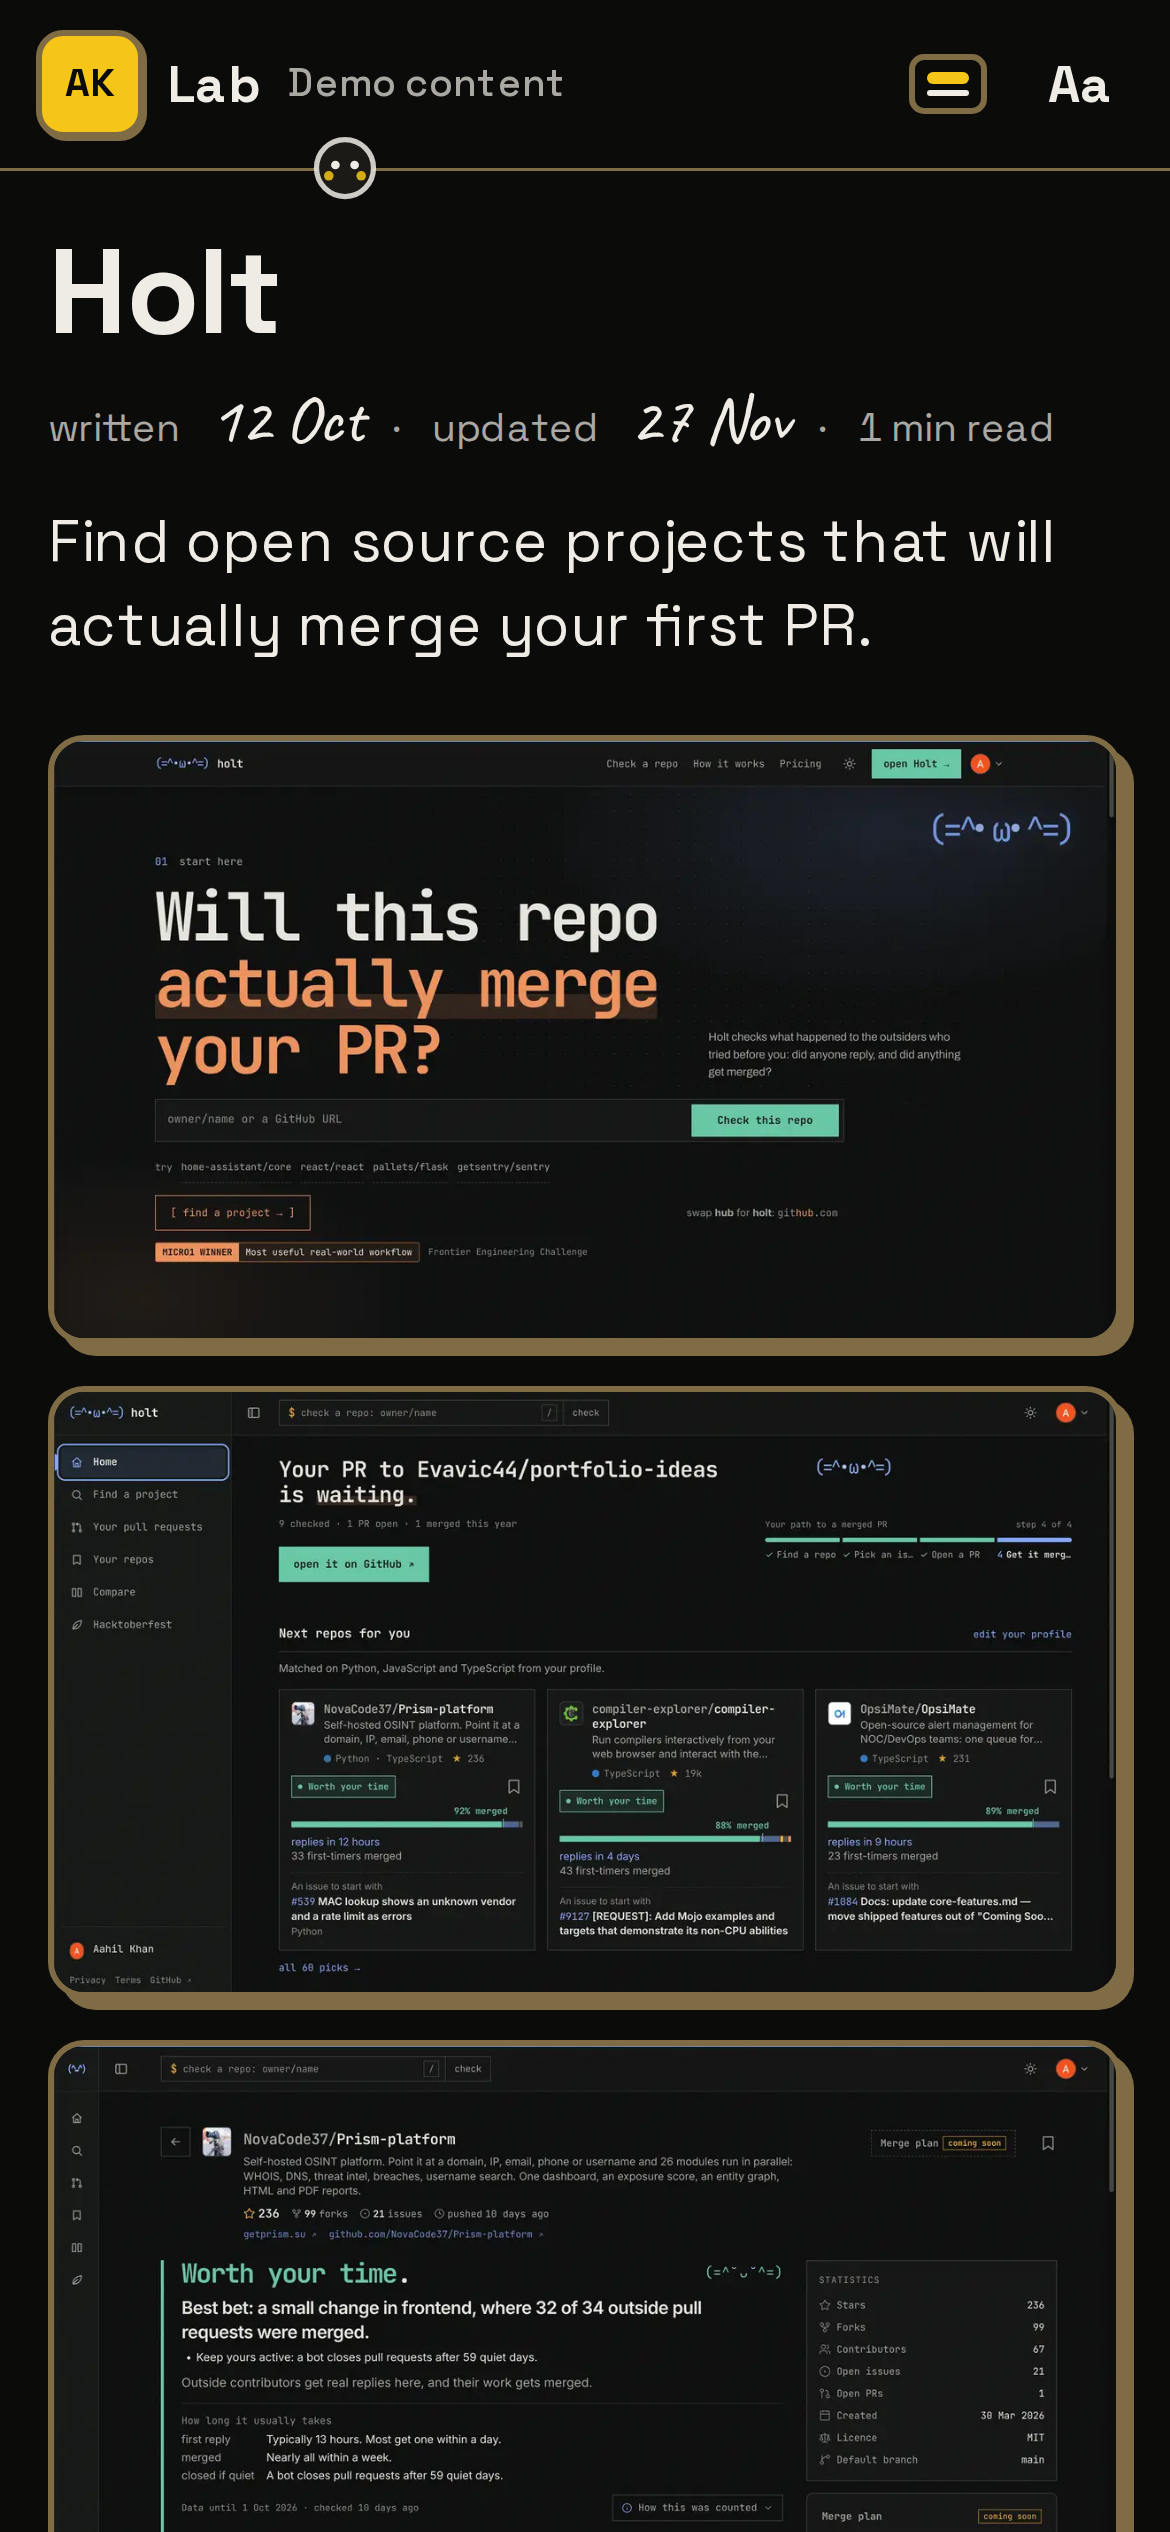 AK Lab Demo content Aa
Holt
written 12 Oct · updated 27 Nov · 1 min read
Find open source projects that will
actually merge your first PR.
(=^•ω•^=) holt Check a repo How it works Pricing open Holt → A
(=^• ω• ^=)
01 start here
Will this repo
actually merge
your PR?
Holt checks what happened to the outsiders who
tried before you: did anyone reply, and did anything
get merged?
owner/name or a GitHub URL Check this repo
try home-assistant/core react/react pallets/flask getsentry/sentry
[ find a project → ] swap hub for holt: github.com
MICRO1 WINNER Most useful real-world workflow Frontier Engineering Challenge
(=^•ω•^=) holt $ check a repo: owner/name / check A
Home
Find a project
Your pull requests
Your repos
Compare
Hacktoberfest
Aahil Khan
Privacy Terms GitHub ↗
Your PR to Evavic44/portfolio-ideas
is waiting.
(=^•ω•^=)
9 checked · 1 PR open · 1 merged this year
Your path to a merged PR step 4 of 4
✓ Find a repo ✓ Pick an is… ✓ Open a PR 4 Get it merg…
open it on GitHub ↗
Next repos for you edit your profile
Matched on Python, JavaScript and TypeScript from your profile.
NovaCode37/Prism-platform
Self-hosted OSINT platform. Point it at a
domain, IP, email, phone or username…
Python · TypeScript ★ 236
Worth your time
92% merged
replies in 12 hours
33 first-timers merged
An issue to start with
#539 MAC lookup shows an unknown vendor
and a rate limit as errors
Python
compiler-explorer/compiler-
explorer
Run compilers interactively from your
web browser and interact with the…
TypeScript ★ 19k
Worth your time
88% merged
replies in 4 days
43 first-timers merged
An issue to start with
#9127 [REQUEST]: Add Mojo examples and
targets that demonstrate its non-CPU abilities
OpsiMate/OpsiMate
Open-source alert management for
NOC/DevOps teams: one queue for…
TypeScript ★ 231
Worth your time
89% merged
replies in 9 hours
23 first-timers merged
An issue to start with
#1084 Docs: update core-features.md —
move shipped features out of "Coming Soo…
all 60 picks →
$ check a repo: owner/name / check A
NovaCode37/Prism-platform Merge plan coming soon
Self-hosted OSINT platform. Point it at a domain, IP, email, phone or username and 26 modules run in parallel:
WHOIS, DNS, threat intel, breaches, username search. One dashboard, an exposure score, an entity graph,
HTML and PDF reports.
236 99 forks 21 issues pushed 10 days ago
getprism.su ↗ github.com/NovaCode37/Prism-platform ↗
Worth your time. (=^˘ᴗ˘^=)
Best bet: a small change in frontend, where 32 of 34 outside pull
requests were merged.
• Keep yours active: a bot closes pull requests after 59 quiet days.
Outside contributors get real replies here, and their work gets merged.
How long it usually takes
first reply Typically 13 hours. Most get one within a day.
merged Nearly all within a week.
closed if quiet A bot closes pull requests after 59 quiet days.
Data until 1 Oct 2026 · checked 10 days ago How this was counted
STATISTICS
Stars 236
Forks 99
Contributors 67
Open issues 21
Open PRs 1
Created 30 Mar 2026
Licence MIT
Default branch main
Merge plan coming soon